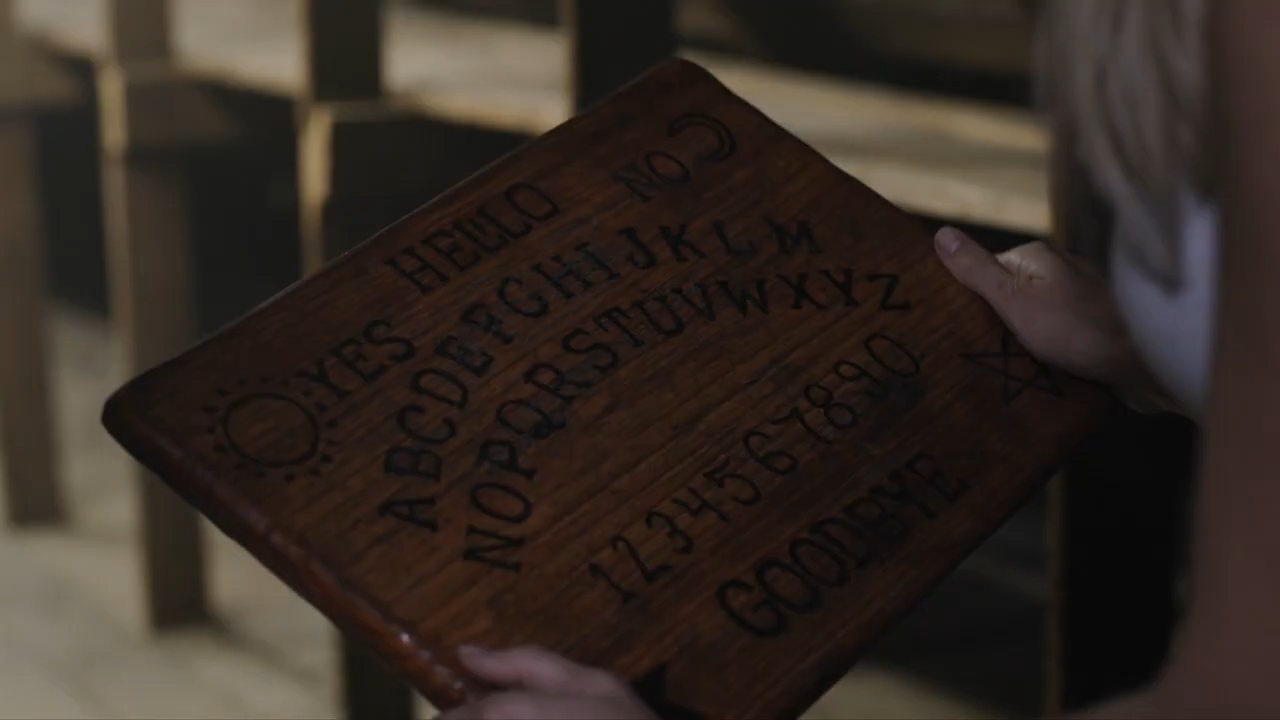 HELLO
YES NO
ABCDEFGHIJKLM
NOPQRSTUVWXYZ
1234567890
GOODBYE